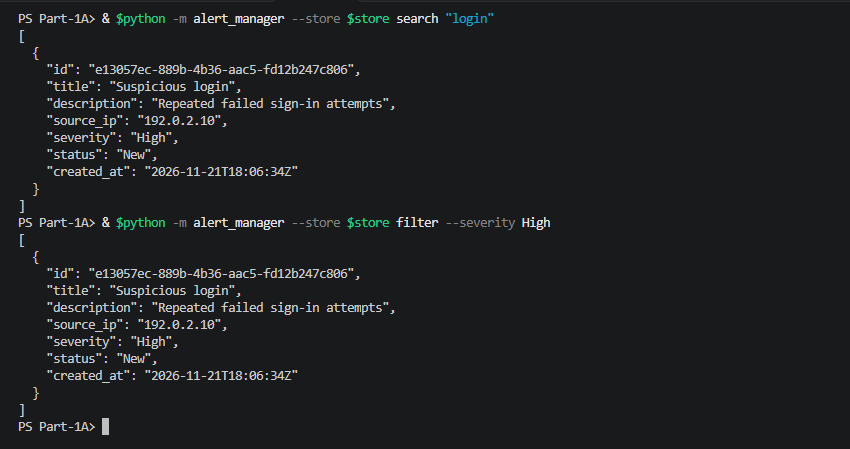 PS Part-1A> & $python -m alert_manager --store $store search "login"
[
  {
    "id": "e13057ec-889b-4b36-aac5-fd12b247c806",
    "title": "Suspicious login",
    "description": "Repeated failed sign-in attempts",
    "source_ip": "192.0.2.10",
    "severity": "High",
    "status": "New",
    "created_at": "2026-11-21T18:06:34Z"
  }
]
PS Part-1A> & $python -m alert_manager --store $store filter --severity High
[
  {
    "id": "e13057ec-889b-4b36-aac5-fd12b247c806",
    "title": "Suspicious login",
    "description": "Repeated failed sign-in attempts",
    "source_ip": "192.0.2.10",
    "severity": "High",
    "status": "New",
    "created_at": "2026-11-21T18:06:34Z"
  }
]
PS Part-1A>